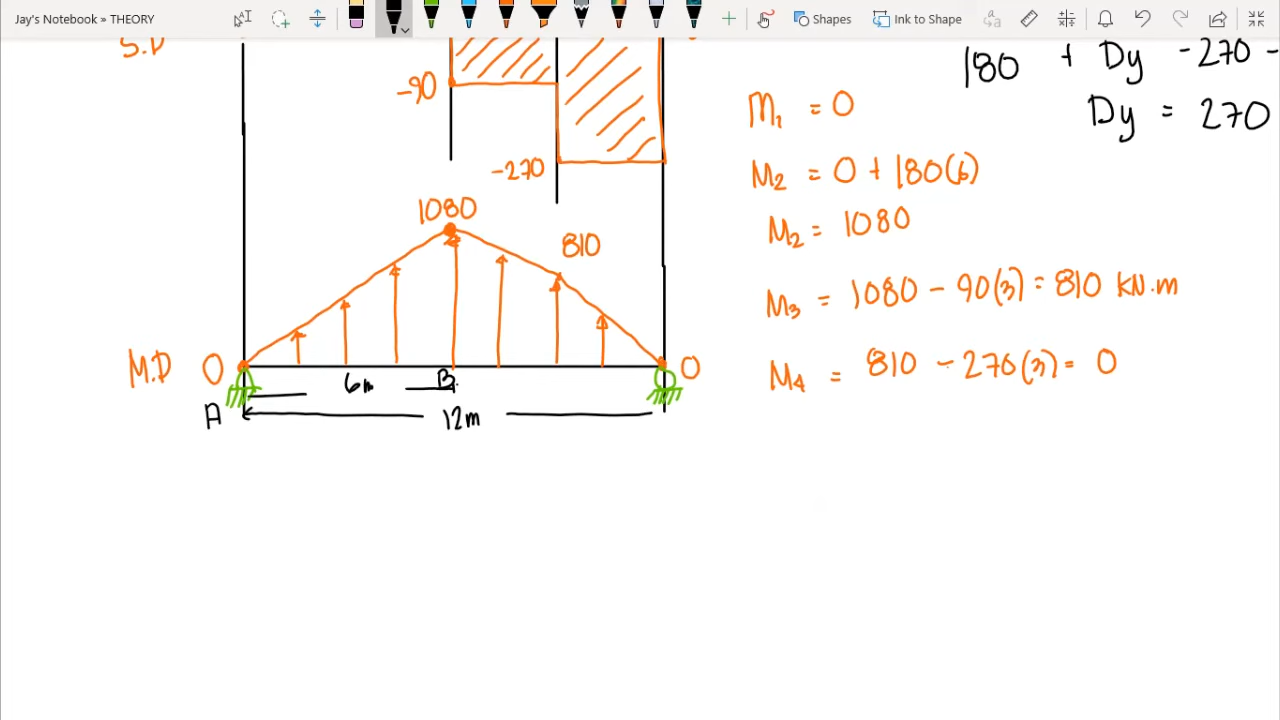 Jay's Notebook » THEORY
Shapes
Ink to Shape
S.D
180 + Dy -270 -
-90
M₁ = 0
Dy = 270
-270
M₂ = 0 + 180(6)
1080
M₂ = 1080
810
M₃ = 1080 - 90(3) = 810 KN.m
M.D 0
0
M₄ = 810 - 270(3) = 0
6m
B
A
12m